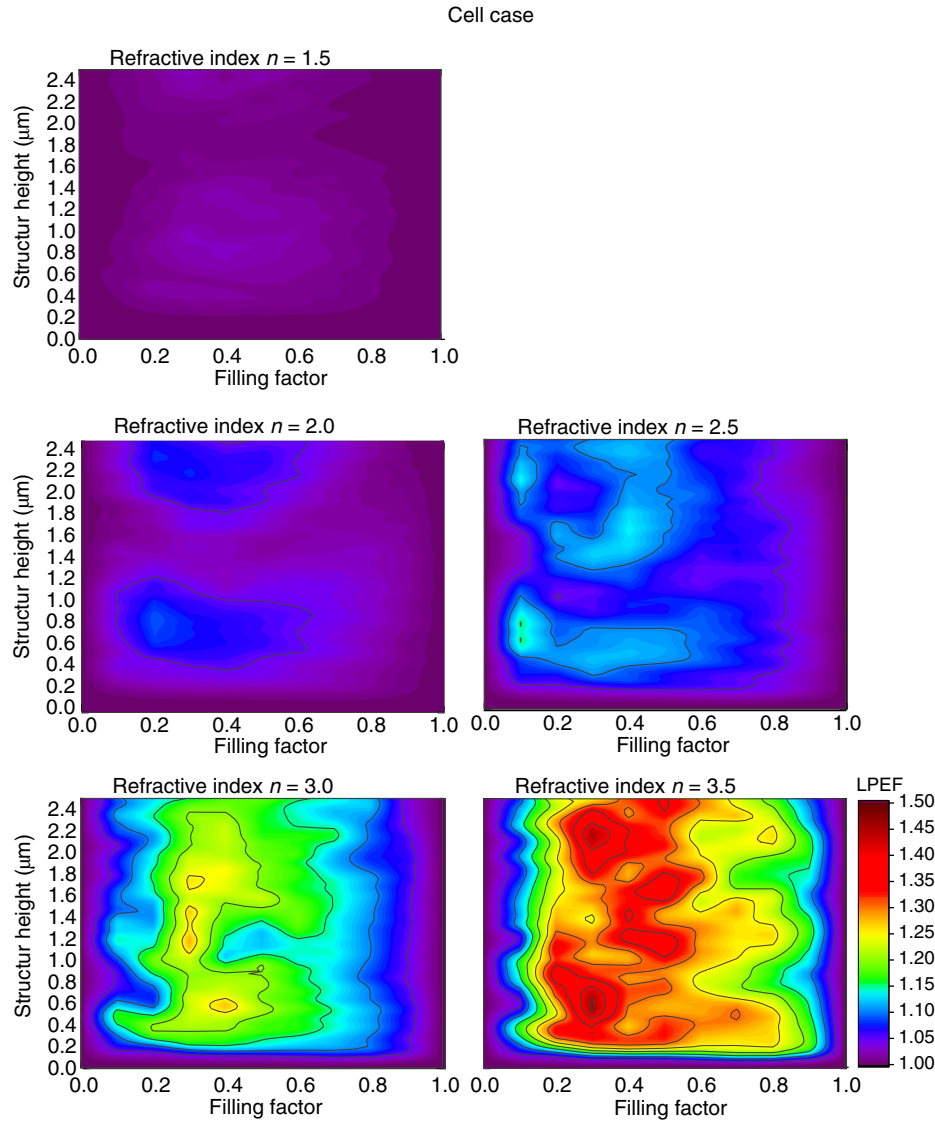 Cell case
Refractive index n = 1.5
Structur height (μm)
2.4
2.2
2.0
1.8
1.6
1.4
1.2
1.0
0.8
0.6
0.4
0.2
0.0
0.0 0.2 0.4 0.6 0.8 1.0
Filling factor
Refractive index n = 2.0
Structur height (μm)
2.4
2.2
2.0
1.8
1.6
1.4
1.2
1.0
0.8
0.6
0.4
0.2
0.0
0.0 0.2 0.4 0.6 0.8 1.0
Filling factor
Refractive index n = 2.5
0.0 0.2 0.4 0.6 0.8 1.0
Filling factor
Refractive index n = 3.0
Structur height (μm)
2.4
2.2
2.0
1.8
1.6
1.4
1.2
1.0
0.8
0.6
0.4
0.2
0.0
0.0 0.2 0.4 0.6 0.8 1.0
Filling factor
Refractive index n = 3.5
0.0 0.2 0.4 0.6 0.8 1.0
Filling factor
LPEF
1.50
1.45
1.40
1.35
1.30
1.25
1.20
1.15
1.10
1.05
1.00